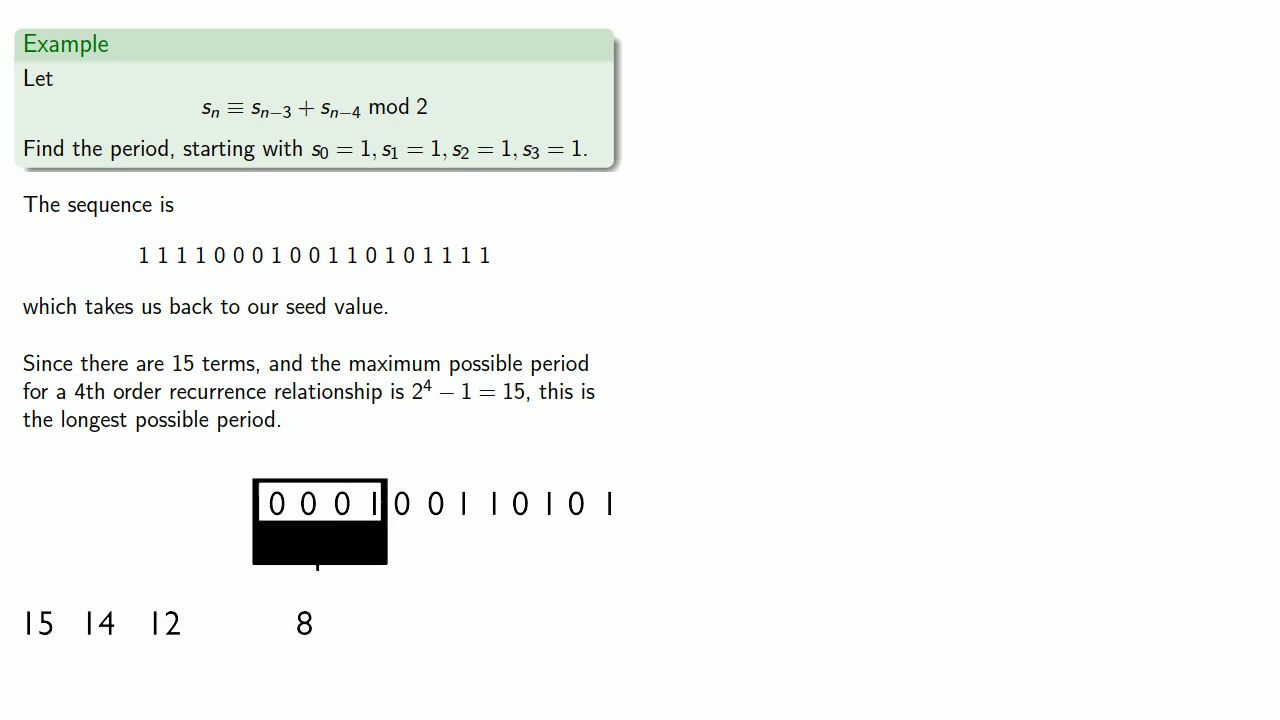 Example
Let
sₙ ≡ sₙ₋₃ + sₙ₋₄ mod 2
Find the period, starting with s₀ = 1, s₁ = 1, s₂ = 1, s₃ = 1.
The sequence is
1 1 1 1 0 0 0 1 0 0 1 1 0 1 0 1 1 1 1
which takes us back to our seed value.
Since there are 15 terms, and the maximum possible period
for a 4th order recurrence relationship is 2⁴ − 1 = 15, this is
the longest possible period.
0 0 0 1 0 0 1 1 0 1 0 1
15 14 12 8